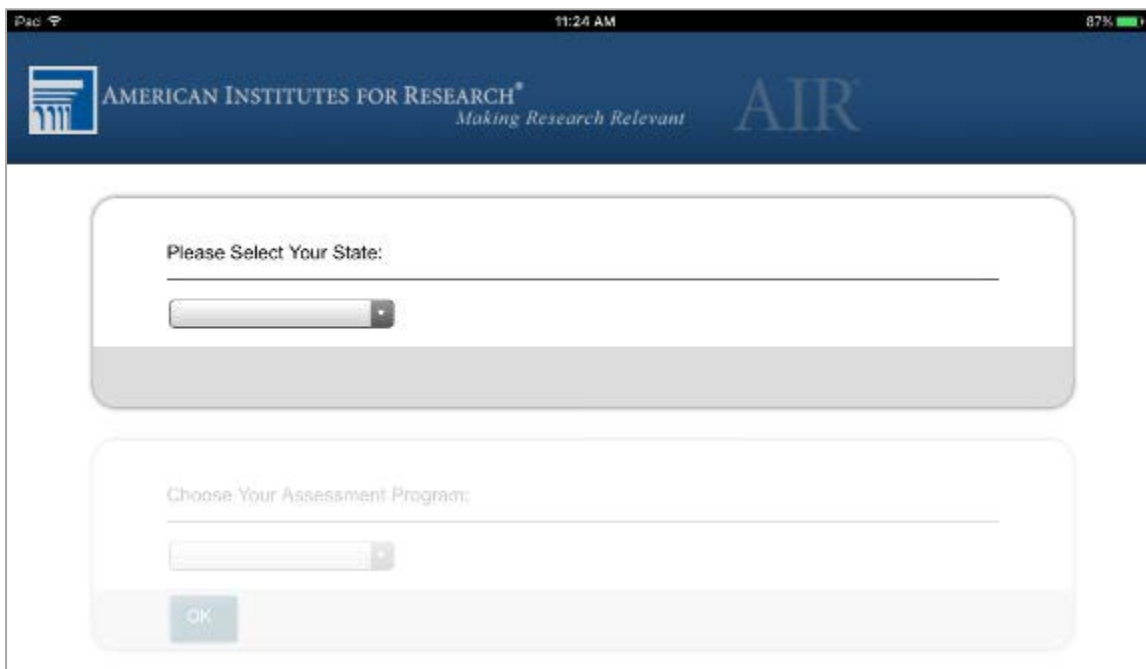 iPad 11:24 AM 87%
AMERICAN INSTITUTES FOR RESEARCH®
Making Research Relevant
AIR
Please Select Your State:
Choose Your Assessment Program:
OK